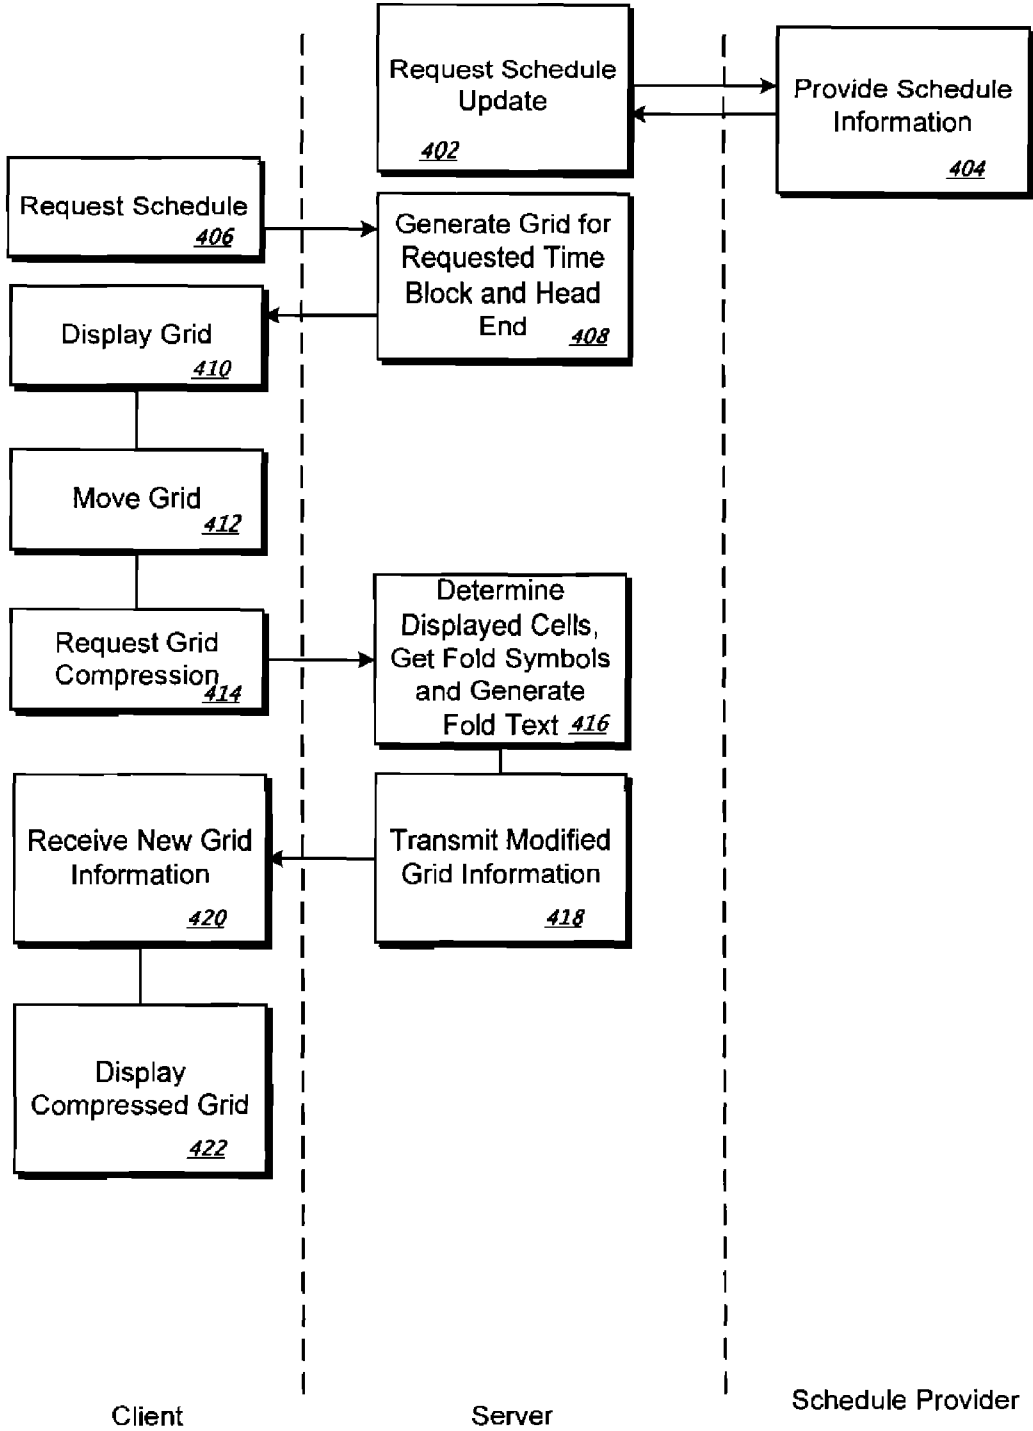 Request Schedule
Update
402
Provide Schedule
Information
404
Request Schedule
406
Generate Grid for
Requested Time
Block and Head
End
408
Display Grid
410
Move Grid
412
Request Grid
Compression
414
Determine
Displayed Cells,
Get Fold Symbols
and Generate
Fold Text 416
Transmit Modified
Grid Information
418
Receive New Grid
Information
420
Display
Compressed Grid
422
Client
Server
Schedule Provider